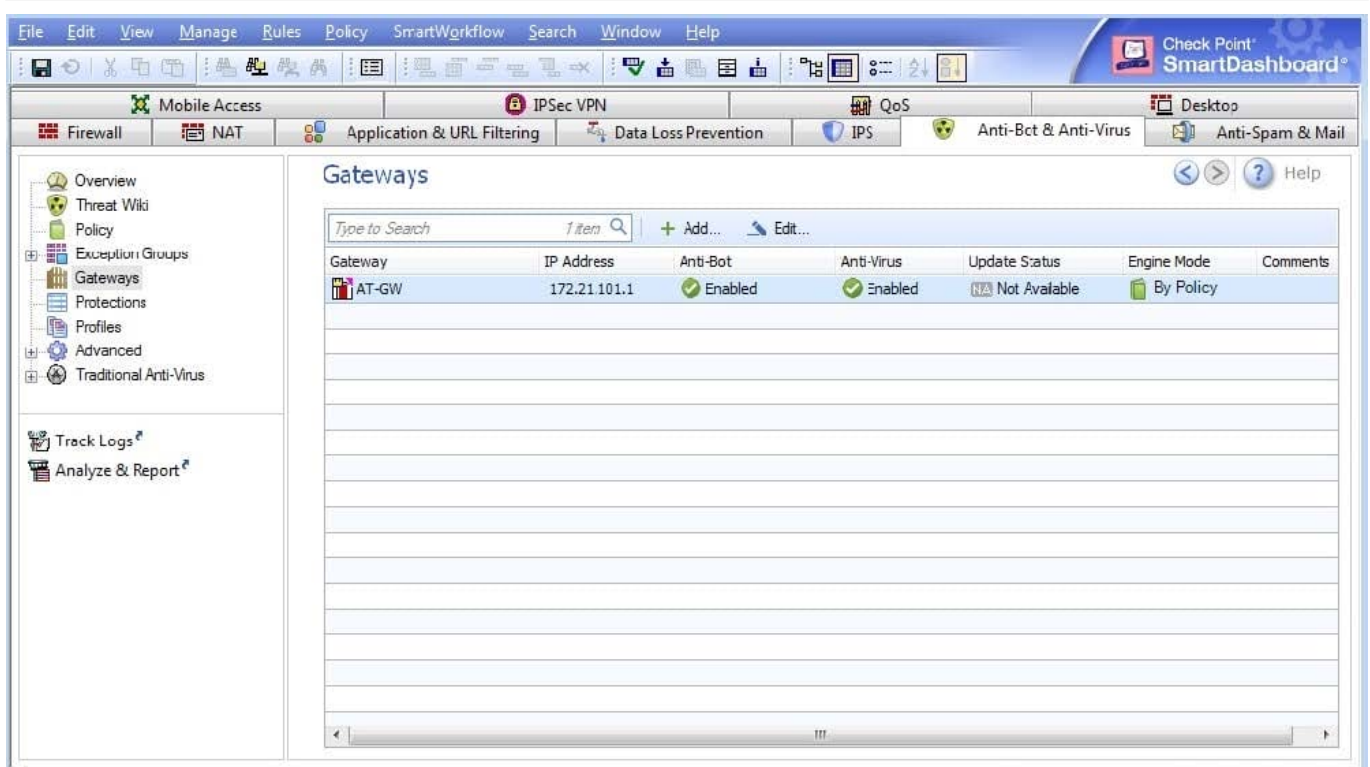 File Edit View Manage Rules Policy SmartWorkflow Search Window Help
Check Point
SmartDashboard
Mobile Access IPSec VPN QoS Desktop
Firewall NAT Application & URL Filtering Data Loss Prevention IPS Anti-Bot & Anti-Virus Anti-Spam & Mail
Overview
Threat Wiki
Policy
Exception Groups
Gateways
Protections
Profiles
Advanced
Traditional Anti-Virus
Track Logs
Analyze & Report
Gateways
Help
Type to Search 1 item + Add... Edit...
Gateway IP Address Anti-Bot Anti-Virus Update Status Engine Mode Comments
AT-GW 172.21.101.1 Enabled Enabled NA Not Available By Policy